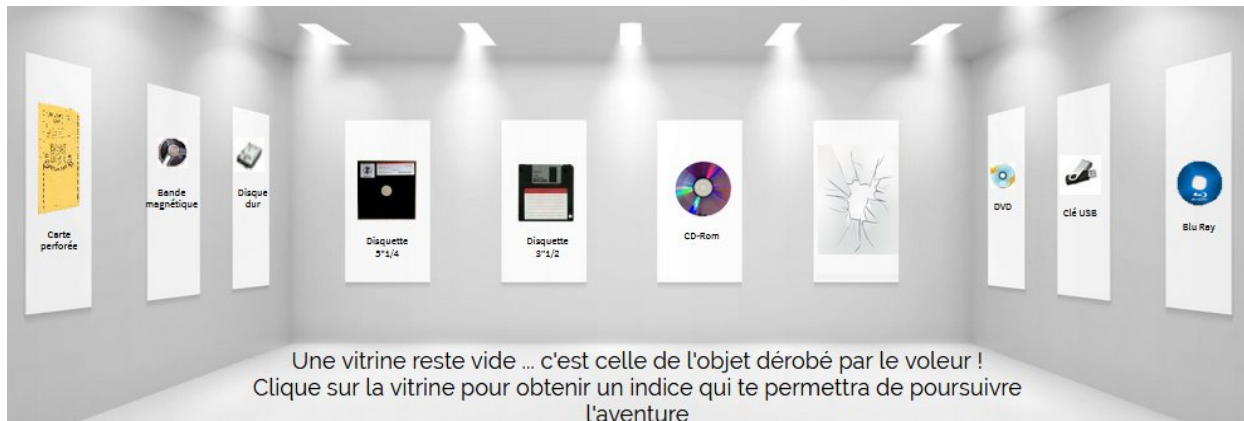 Carte
perforée
Bande
magnétique
Disque
dur
Disquette
5"1/4
Disquette
3"1/2
CD-Rom
DVD
Clé USB
Blu Ray
Une vitrine reste vide ... c'est celle de l'objet dérobé par le voleur !
Clique sur la vitrine pour obtenir un indice qui te permettra de poursuivre
l'aventure